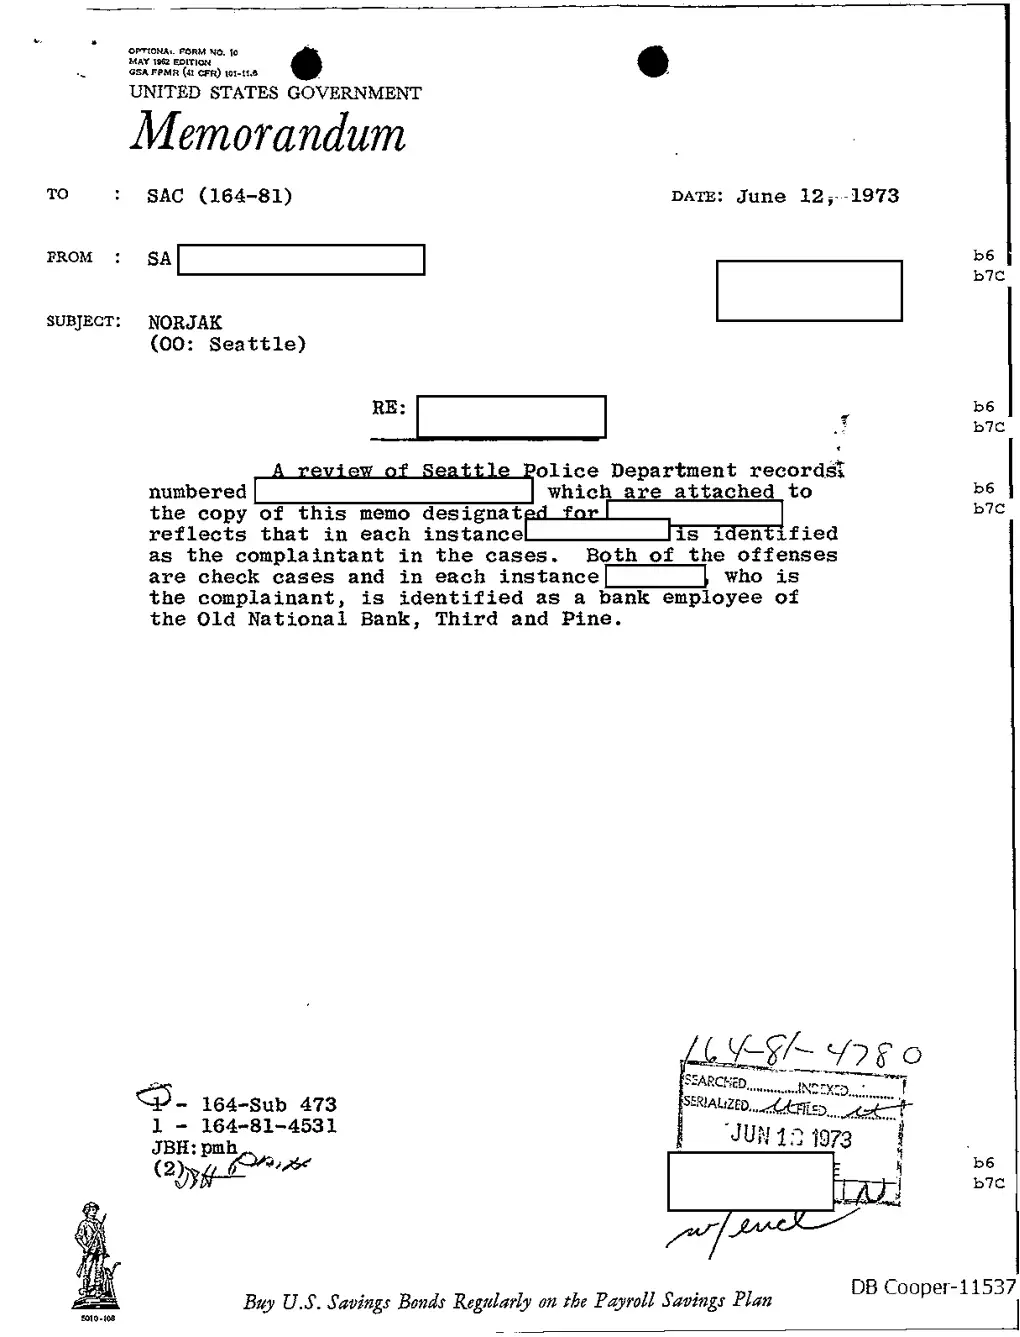 OPTIONAL FORM NO. 10
MAY 1962 EDITION
GSA FPMR (41 CFR) 101-11.6
UNITED STATES GOVERNMENT
Memorandum
TO : SAC (164-81)
DATE: June 12, 1973
FROM : SA
b6
b7C
SUBJECT: NORJAK
(OO: Seattle)
RE:
b6
b7C
A review of Seattle Police Department records
numbered which are attached to
b6
the copy of this memo designated for
b7C
reflects that in each instance is identified
as the complaintant in the cases. Both of the offenses
are check cases and in each instance , who is
the complainant, is identified as a bank employee of
the Old National Bank, Third and Pine.
164-81-4780
SEARCHED INDEXED
SERIALIZED FILED
JUN 1 1973
1 - 164-Sub 473
1 - 164-81-4531
JBH:pmh
(2) JBH
b6
b7C
w/encl
5010-108
Buy U.S. Savings Bonds Regularly on the Payroll Savings Plan
DB Cooper-11537